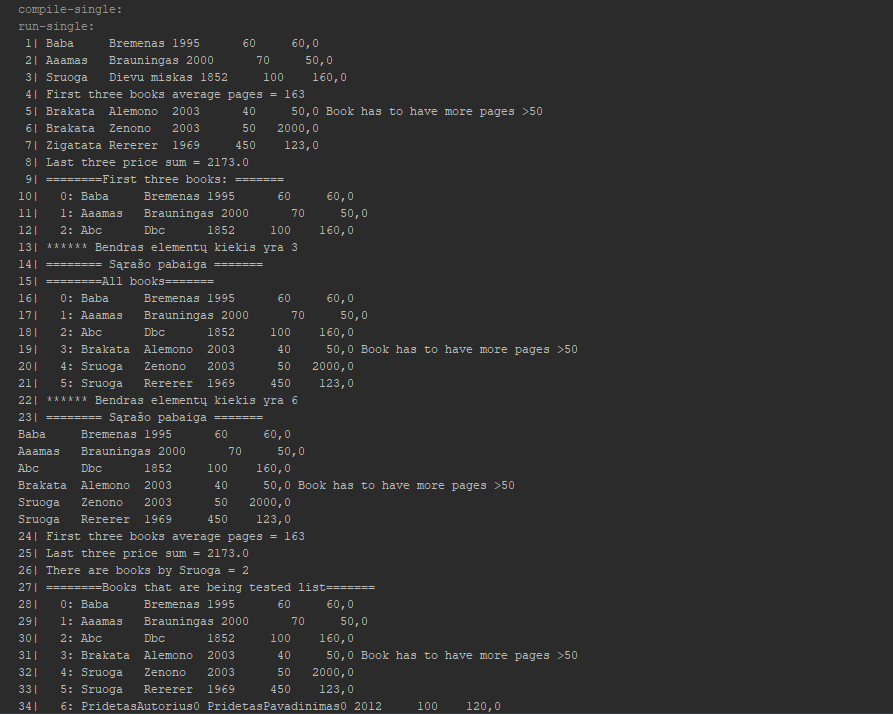 compile-single:
run-single:
1| Baba     Bremenas 1995      60     60,0
2| Aaamas   Brauningas 2000      70     50,0
3| Sruoga   Dievu miskas 1852     100    160,0
4| First three books average pages = 163
5| Brakata  Alemono  2003      40     50,0 Book has to have more pages >50
6| Brakata  Zenono   2003      50   2000,0
7| Zigatata Rererer  1969     450    123,0
8| Last three price sum = 2173.0
9| ========First three books: =======
10|   0: Baba     Bremenas 1995      60     60,0
11|   1: Aaamas   Brauningas 2000      70     50,0
12|   2: Abc      Dbc      1852     100    160,0
13| ****** Bendras elementų kiekis yra 3
14| ======== Sąrašo pabaiga =======
15| ========All books=======
16|   0: Baba     Bremenas 1995      60     60,0
17|   1: Aaamas   Brauningas 2000      70     50,0
18|   2: Abc      Dbc      1852     100    160,0
19|   3: Brakata  Alemono  2003      40     50,0 Book has to have more pages >50
20|   4: Sruoga   Zenono   2003      50   2000,0
21|   5: Sruoga   Rererer  1969     450    123,0
22| ****** Bendras elementų kiekis yra 6
23| ======== Sąrašo pabaiga =======
Baba     Bremenas 1995      60     60,0
Aaamas   Brauningas 2000      70     50,0
Abc      Dbc      1852     100    160,0
Brakata  Alemono  2003      40     50,0 Book has to have more pages >50
Sruoga   Zenono   2003      50   2000,0
Sruoga   Rererer  1969     450    123,0
24| First three books average pages = 163
25| Last three price sum = 2173.0
26| There are books by Sruoga = 2
27| ========Books that are being tested list=======
28|   0: Baba     Bremenas 1995      60     60,0
29|   1: Aaamas   Brauningas 2000      70     50,0
30|   2: Abc      Dbc      1852     100    160,0
31|   3: Brakata  Alemono  2003      40     50,0 Book has to have more pages >50
32|   4: Sruoga   Zenono   2003      50   2000,0
33|   5: Sruoga   Rererer  1969     450    123,0
34|   6: PridetasAutorius0 PridetasPavadinimas0 2012     100    120,0